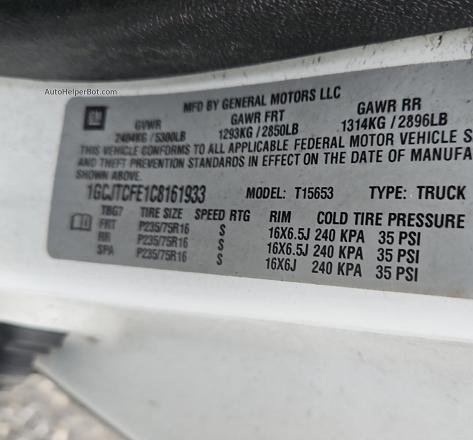 AutoHelperBot.com
MFD BY GENERAL MOTORS LLC
GM
GVWR GAWR FRT GAWR RR
2404KG / 5300LB 1293KG / 2850LB 1314KG / 2896LB
THIS VEHICLE CONFORMS TO ALL APPLICABLE FEDERAL MOTOR VEHICLE S
AND THEFT PREVENTION STANDARDS IN EFFECT ON THE DATE OF MANUFA
SHOWN ABOVE.
1GCJTCFE1C8161933 MODEL: T15653 TYPE: TRUCK
TBG7 TIRE SIZE SPEED RTG RIM COLD TIRE PRESSURE
FRT P235/75R16 S 16X6.5J 240 KPA 35 PSI
RR P235/75R16 S 16X6.5J 240 KPA 35 PSI
SPA P235/75R16 S 16X6J 240 KPA 35 PSI